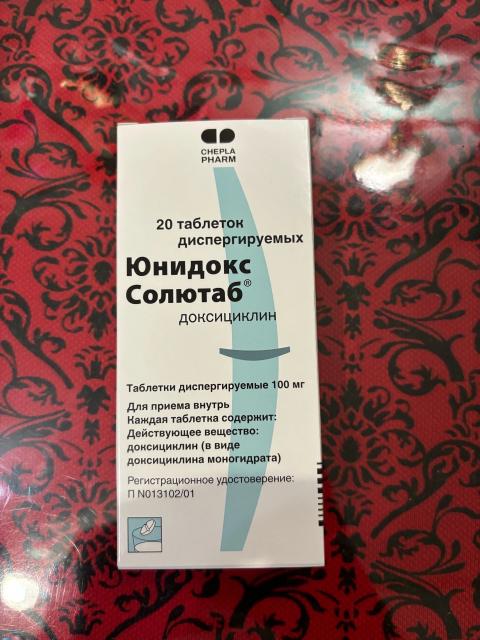 CHEPLA
PHARM
20 таблеток
диспергируемых
Юнидокс
Солютаб®
доксициклин
Таблетки диспергируемые 100 мг
Для приема внутрь
Каждая таблетка содержит:
Действующее вещество:
доксициклин (в виде
доксициклина моногидрата)
Регистрационное удостоверение:
П N013102/01